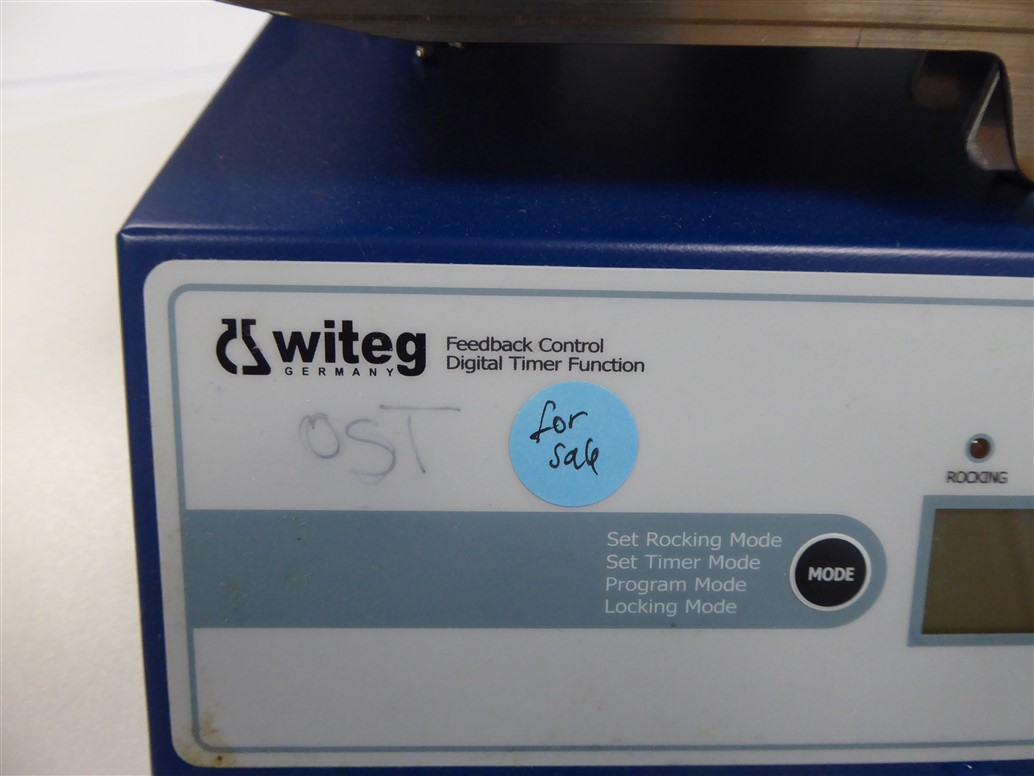 witeg
GERMANY
Feedback Control
Digital Timer Function
OST
for
sale
ROCKING
Set Rocking Mode
Set Timer Mode
Program Mode
Locking Mode
MODE